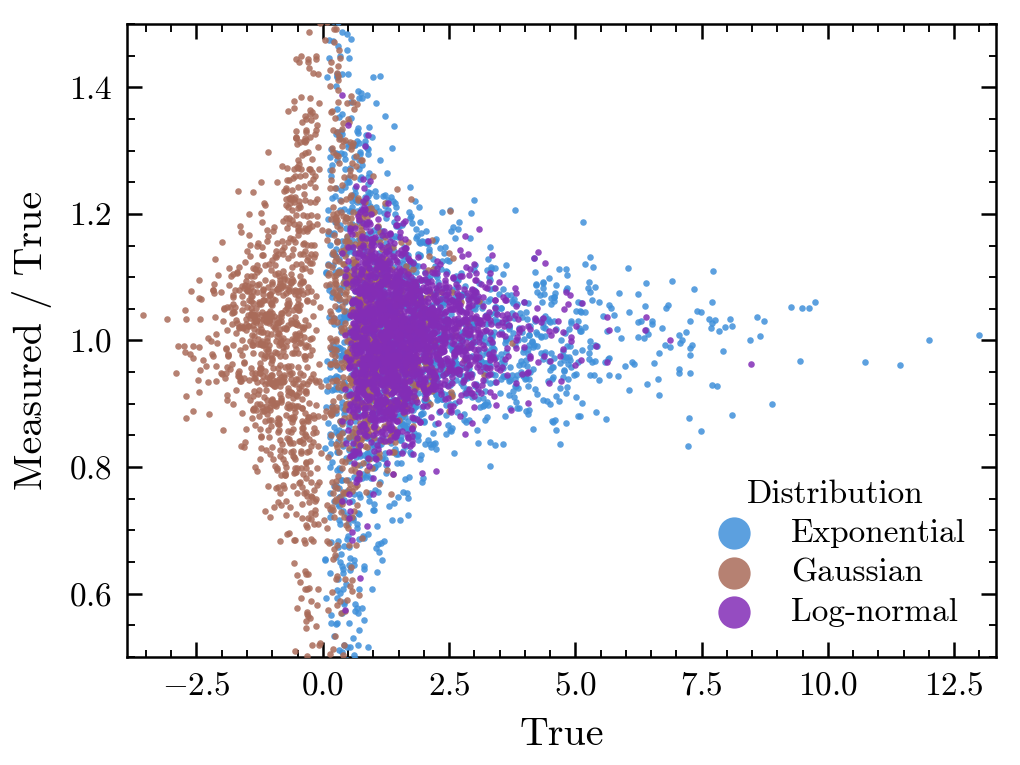 Measured / True
1.4
1.2
1.0
0.8
0.6
Distribution
Exponential
Gaussian
Log-normal
−2.5 0.0 2.5 5.0 7.5 10.0 12.5
True